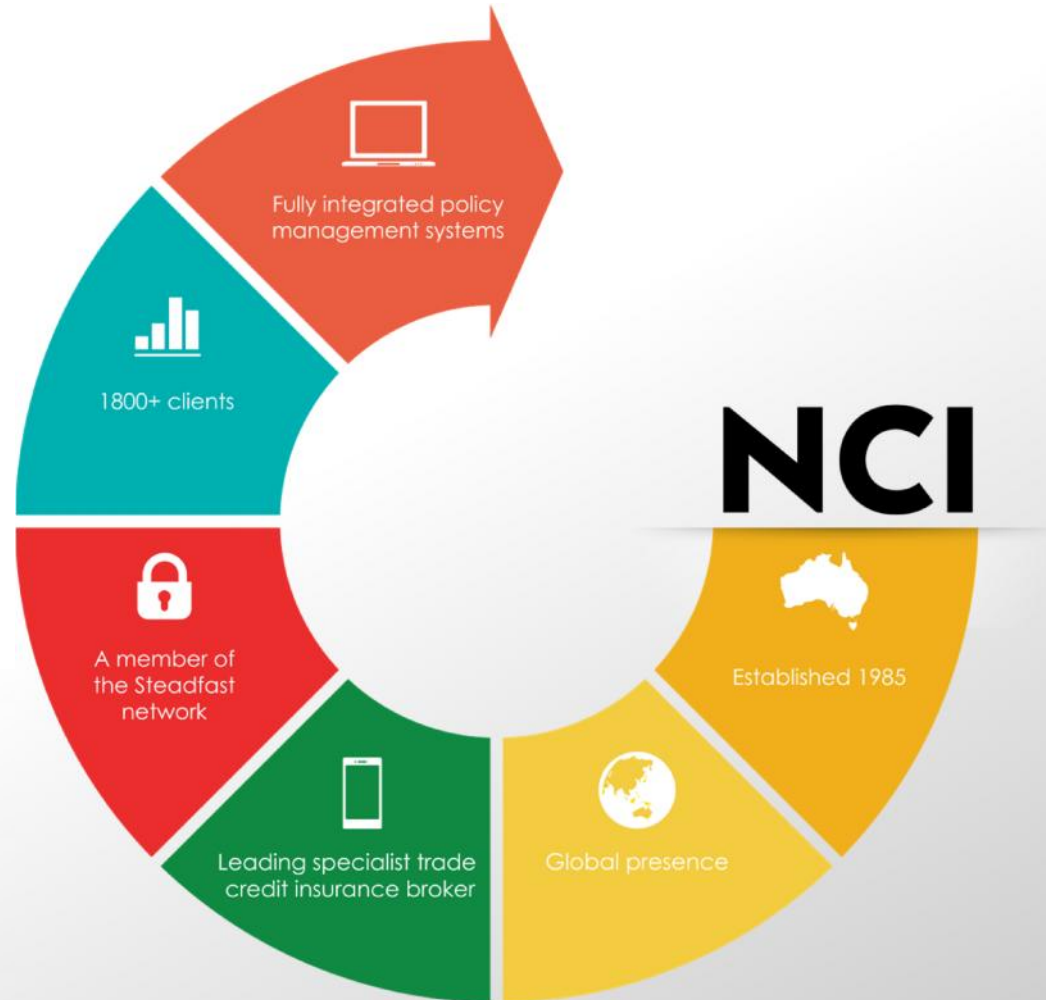 NCI
Established 1985
Global presence
Leading specialist trade
credit insurance broker
A member of
the Steadfast
network
1800+ clients
Fully integrated policy
management systems